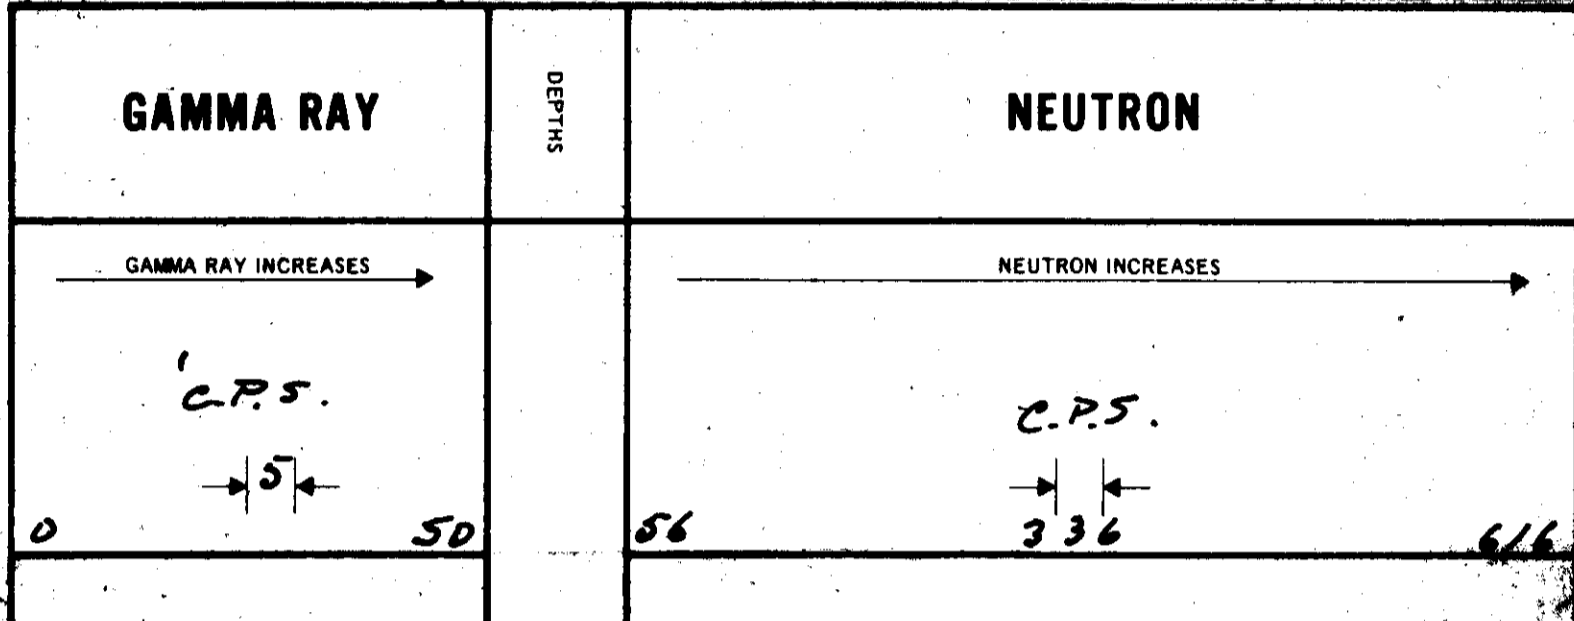 GAMMA RAY
DEPTHS
NEUTRON
GAMMA RAY INCREASES
NEUTRON INCREASES
C.P.S.
C.P.S.
5
0 50
56 336 616